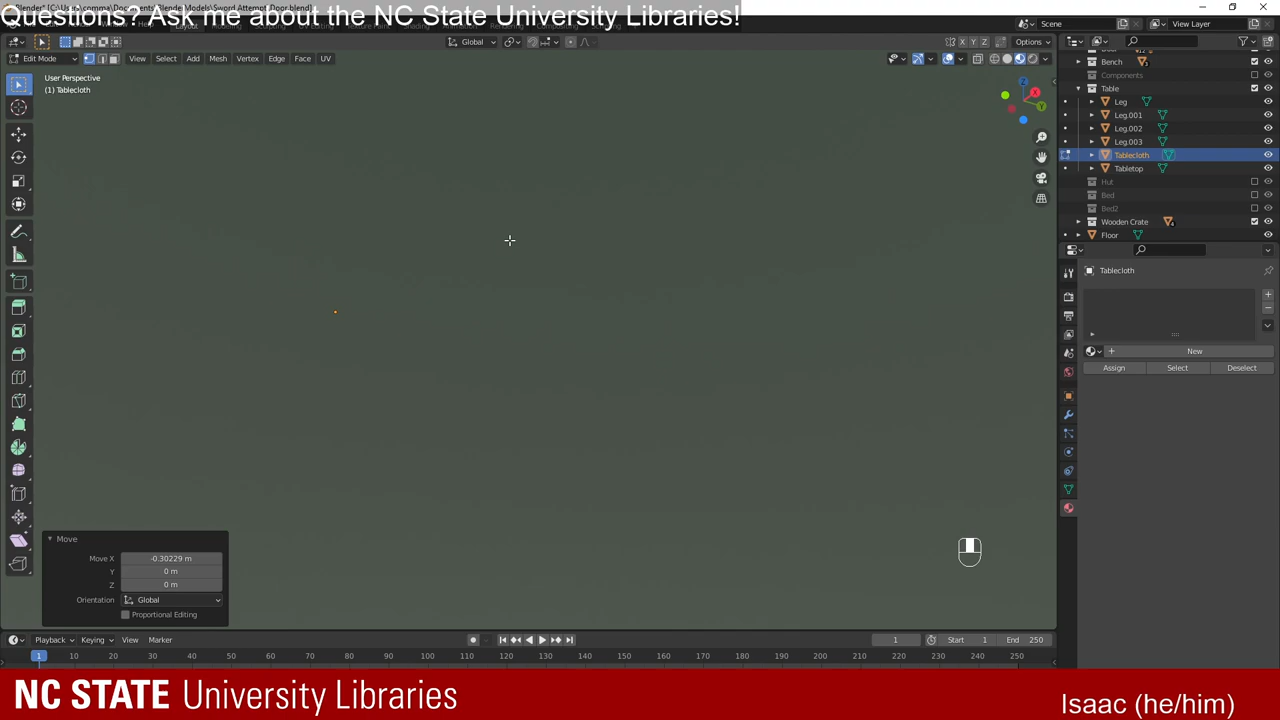 Questions? Ask me about the NC State University Libraries!
Scene
View Layer
Global
Options
Edit Mode
View Select Add Mesh Vertex Edge Face UV
User Perspective
(1) Tablecloth
X Y Z
Bench
Components
Table
Leg
Leg.001
Leg.002
Leg.003
Tablecloth
Tabletop
Hut
Bed
Bed2
Wooden Crate
Floor
Tablecloth
New
Assign Select Deselect
Move
Move X -0.30229 m
Y 0 m
Z 0 m
Orientation Global
Proportional Editing
Playback Keying View Marker
1 Start 1 End 250
1 10 20 30 40 50 60 70 80 90 100 110 120 130 140 150 160 170 180 190 200 210 220 230 240 250
NC STATE University Libraries
Isaac (he/him)